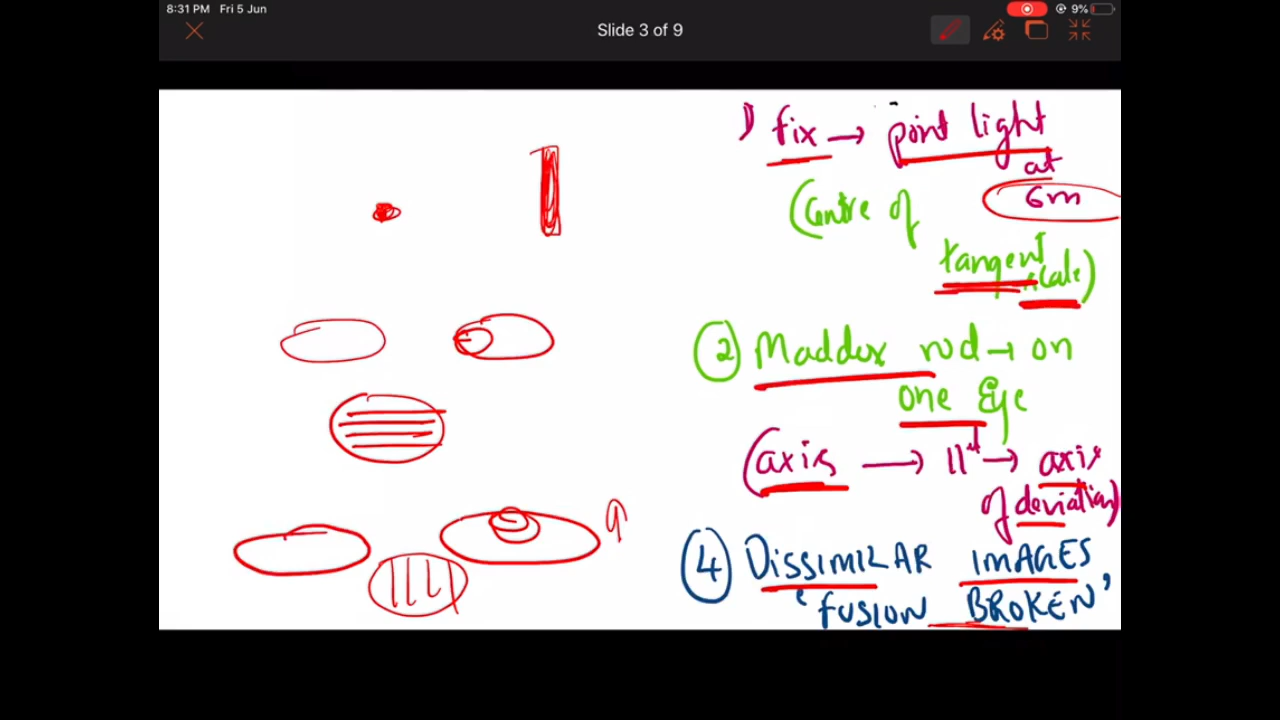 8:31 PM Fri 5 Jun
9%
Slide 3 of 9
1) fix → point light
at
6m
(Centre of
tangent
scale)
② Maddox rod → on
one Eye
(axis → 11el → axis
of deviation)
④ DISSIMILAR IMAGES
'FUSION BROKEN'